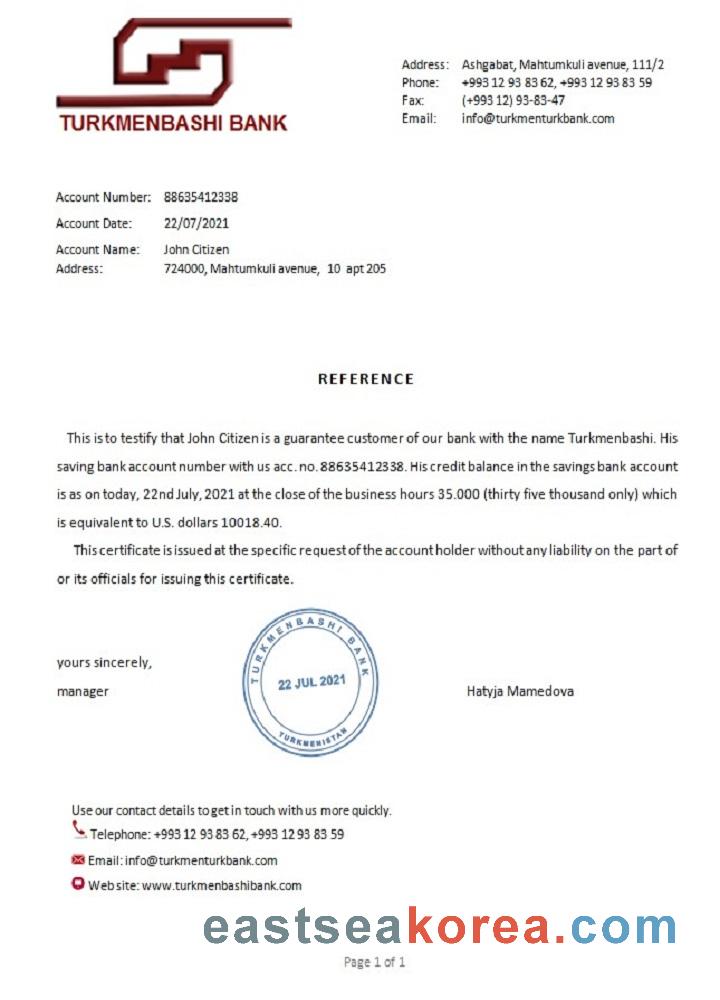 TURKMENBASHI BANK
Address: Ashgabat, Mahtumkuli avenue, 111/2
Phone: +993 12 93 83 62, +993 12 93 83 59
Fax: (+993 12) 93-83-47
Email: info@turkmenturkbank.com
Account Number: 88635412338
Account Date: 22/07/2021
Account Name: John Citizen
Address: 724000, Mahtumkuli avenue, 10 apt 205
REFERENCE
This is to testify that John Citizen is a guarantee customer of our bank with the name Turkmenbashi. His
saving bank account number with us acc. no. 88635412338. His credit balance in the savings bank account
is as on today, 22nd July, 2021 at the close of the business hours 35.000 (thirty five thousand only) which
is equivalent to U.S. dollars 10018.40.
This certificate is issued at the specific request of the account holder without any liability on the part of
or its officials for issuing this certificate.
yours sincerely,
manager
TURKMENBASHI BANK
22 JUL 2021
TURKMENISTAN
Hatyja Mamedova
Use our contact details to get in touch with us more quickly.
Telephone: +993 12 93 83 62, +993 12 93 83 59
Email: info@turkmenturkbank.com
Web site: www.turkmenbashibank.com
eastseakorea.com
Page 1 of 1